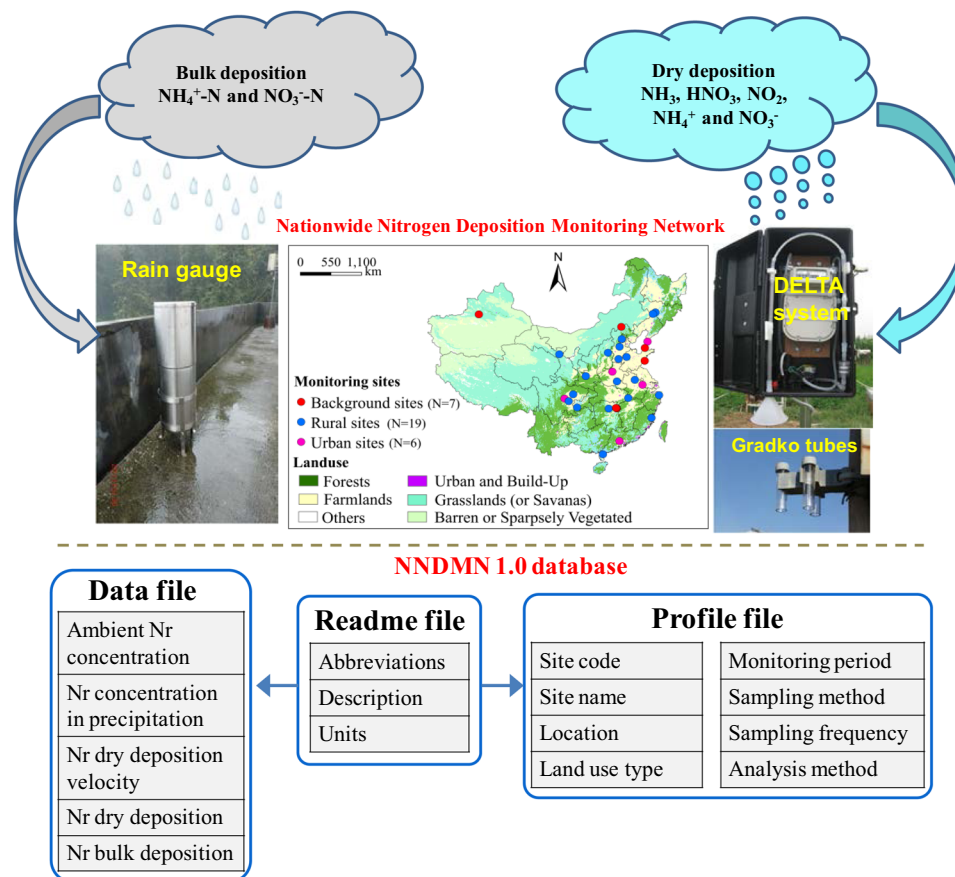 Bulk deposition
NH₄⁺-N and NO₃⁻-N
Dry deposition
NH₃, HNO₃, NO₂,
NH₄⁺ and NO₃⁻
Nationwide Nitrogen Deposition Monitoring Network
Rain gauge
0 550 1,100
km
N
Monitoring sites
Background sites (N=7)
Rural sites (N=19)
Urban sites (N=6)
Landuse
Forests
Farmlands
Others
Urban and Build-Up
Grasslands (or Savanas)
Barren or Sparpsely Vegetated
DELTA
system
Gradko tubes
NNDMN 1.0 database
Data file
Ambient Nr
concentration
Nr concentration
in precipitation
Nr dry deposition
velocity
Nr dry deposition
Nr bulk deposition
Readme file
Abbreviations
Description
Units
Profile file
Site code
Site name
Location
Land use type
Monitoring period
Sampling method
Sampling frequency
Analysis method